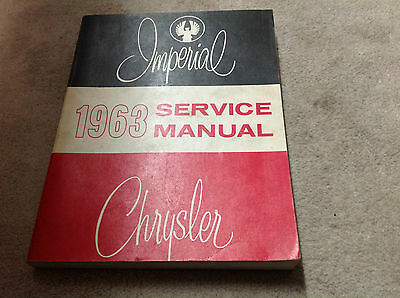 Imperial
1963 SERVICE
MANUAL
Chrysler